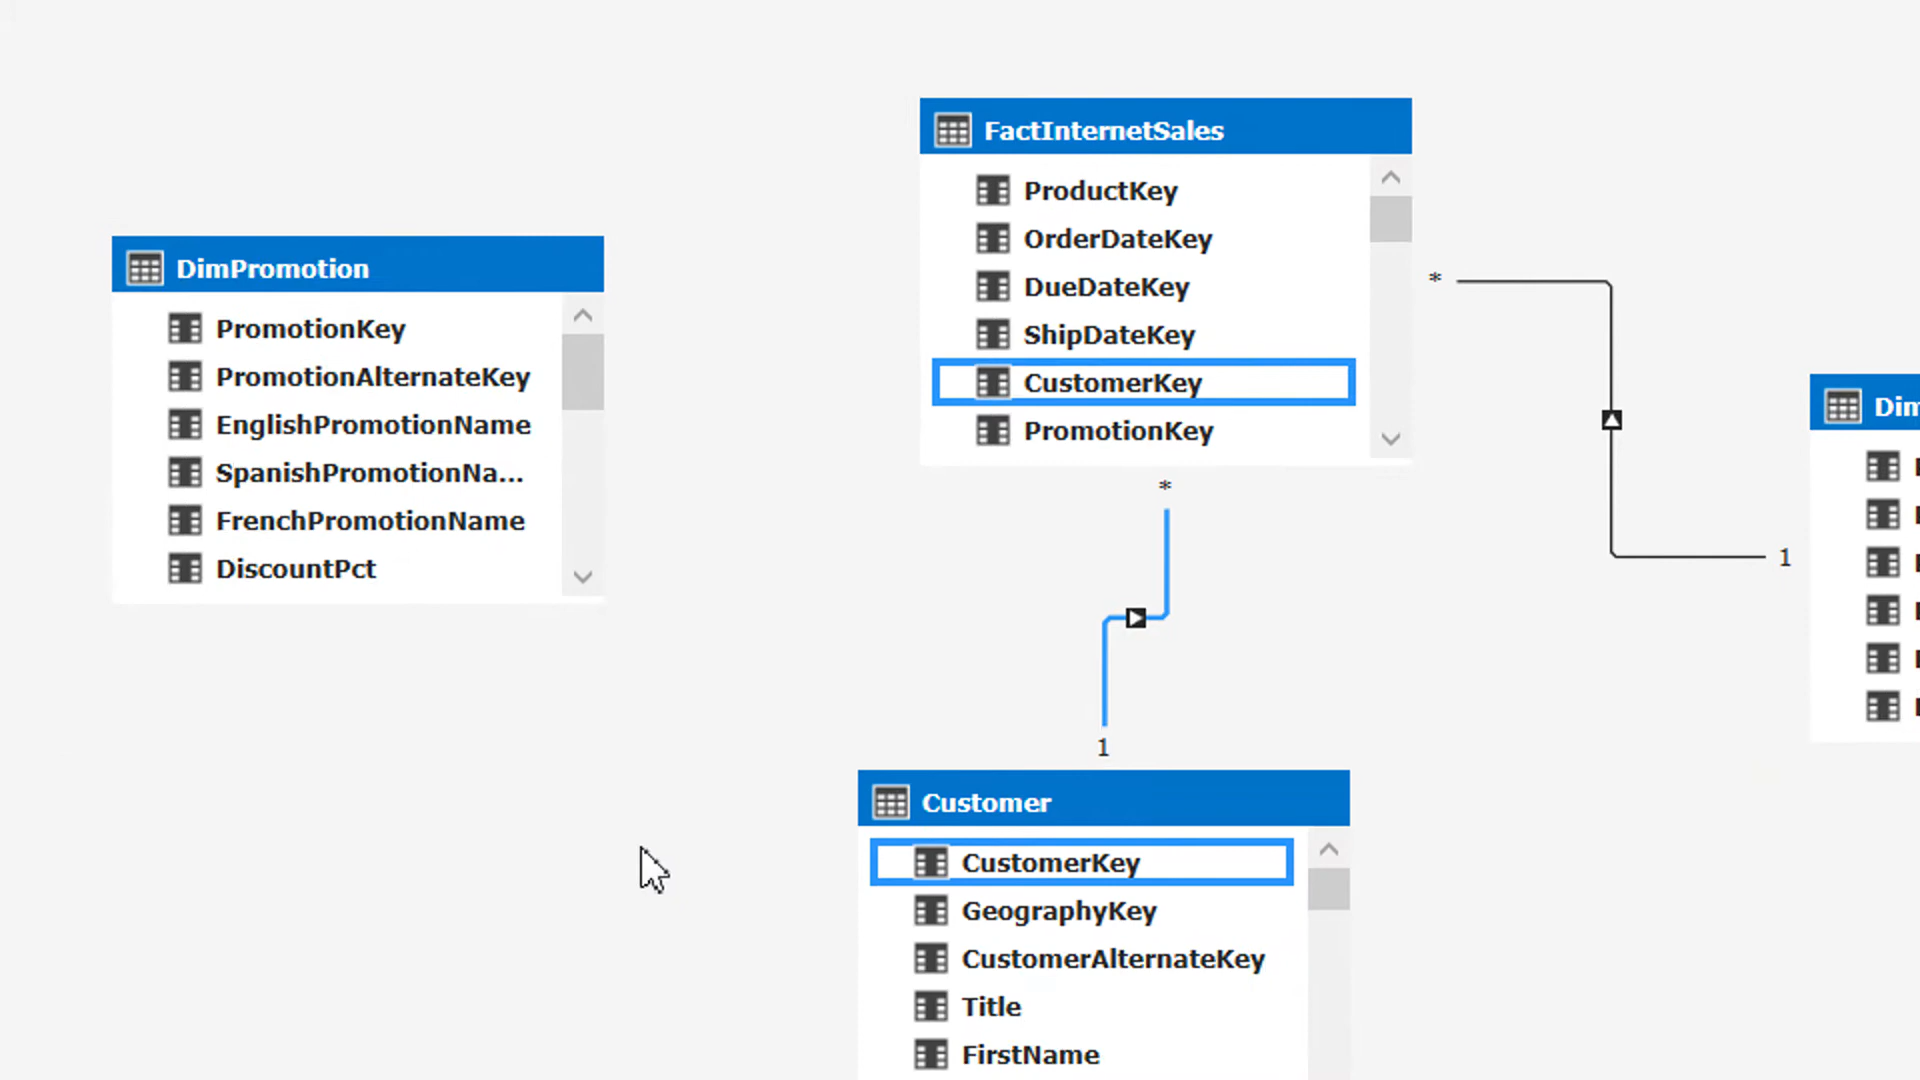 FactInternetSales
ProductKey
OrderDateKey
DueDateKey
ShipDateKey
CustomerKey
PromotionKey
DimPromotion
PromotionKey
PromotionAlternateKey
EnglishPromotionName
SpanishPromotionNa...
FrenchPromotionName
DiscountPct
*
*
1
1
Customer
CustomerKey
GeographyKey
CustomerAlternateKey
Title
FirstName
Dim